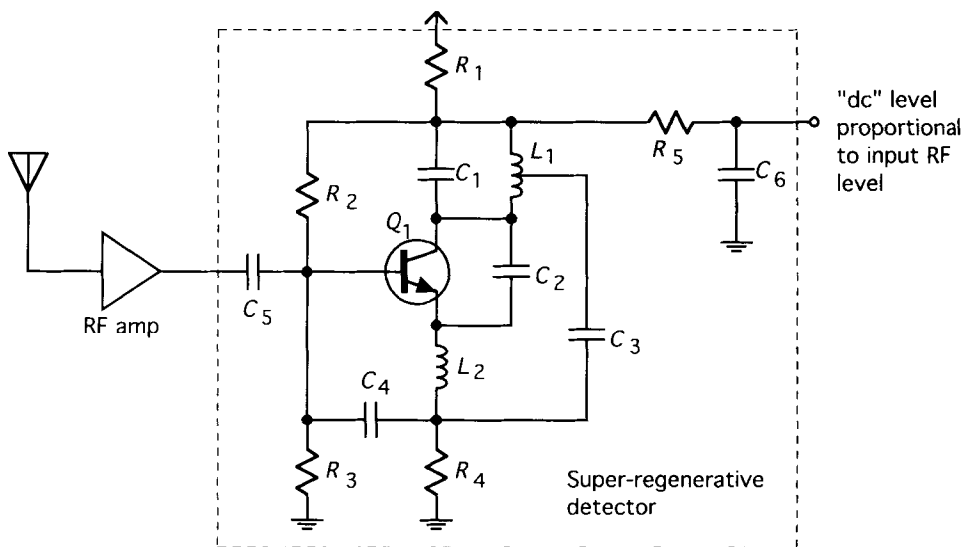 R1
"dc" level
proportional
to input RF
level
R5
L1
C1
C6
R2
Q1
C2
C5
RF amp
C3
L2
C4
R3
R4
Super-regenerative
detector